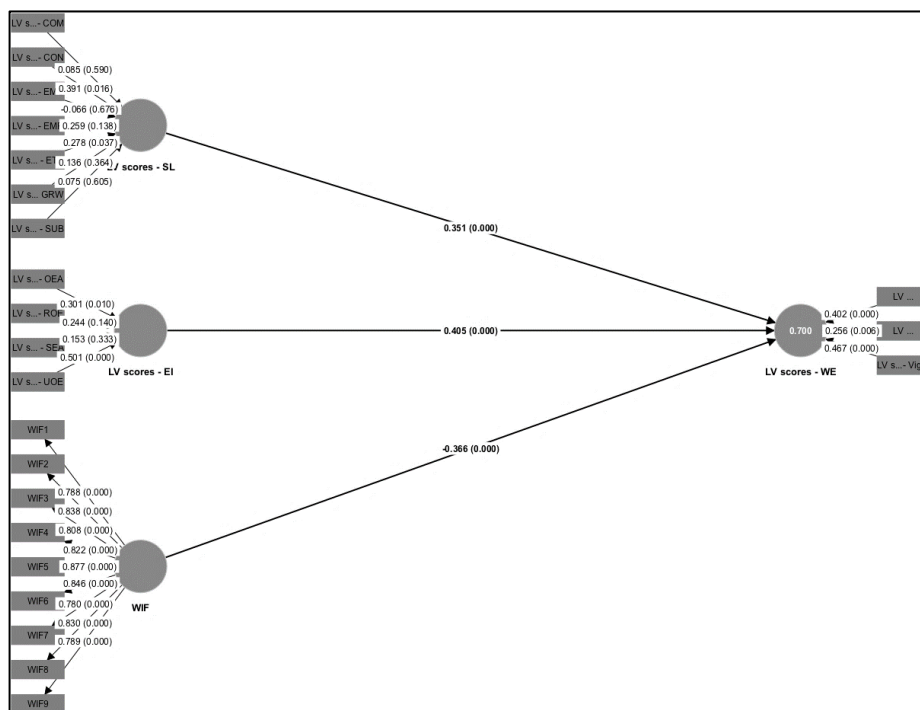 LV s...- COM
LV s...- CON
LV s...- EM
LV s...- EMP
LV s...- ET
LV s... GRW
LV s...- SUB
0.085 (0.590)
0.391 (0.016)
-0.066 (0.676)
0.259 (0.138)
0.278 (0.037)
0.136 (0.364)
0.075 (0.605)
LV scores - SL
0.351 (0.000)
LV s...- OEA
LV s...- ROE
LV s...- SEA
LV s...- UOE
0.301 (0.010)
0.244 (0.140)
0.153 (0.333)
0.501 (0.000)
LV scores - EI
0.405 (0.000)
0.700
LV scores - WE
0.402 (0.000)
0.256 (0.006)
0.467 (0.000)
LV ...
LV ...
LV s...- Vig
-0.366 (0.000)
WIF1
WIF2
WIF3
WIF4
WIF5
WIF6
WIF7
WIF8
WIF9
0.788 (0.000)
0.838 (0.000)
0.808 (0.000)
0.822 (0.000)
0.877 (0.000)
0.846 (0.000)
0.780 (0.000)
0.830 (0.000)
0.789 (0.000)
WIF